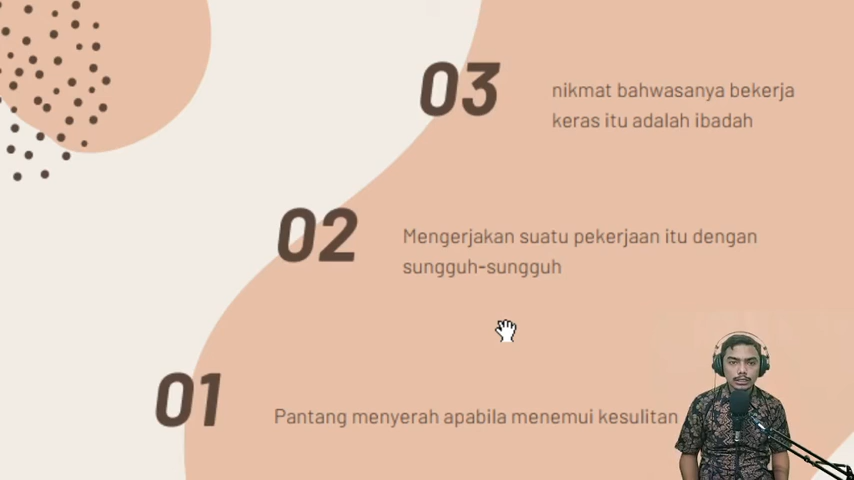 03
nikmat bahwasanya bekerja
keras itu adalah ibadah
02
Mengerjakan suatu pekerjaan itu dengan
sungguh-sungguh
01
Pantang menyerah apabila menemui kesulitan